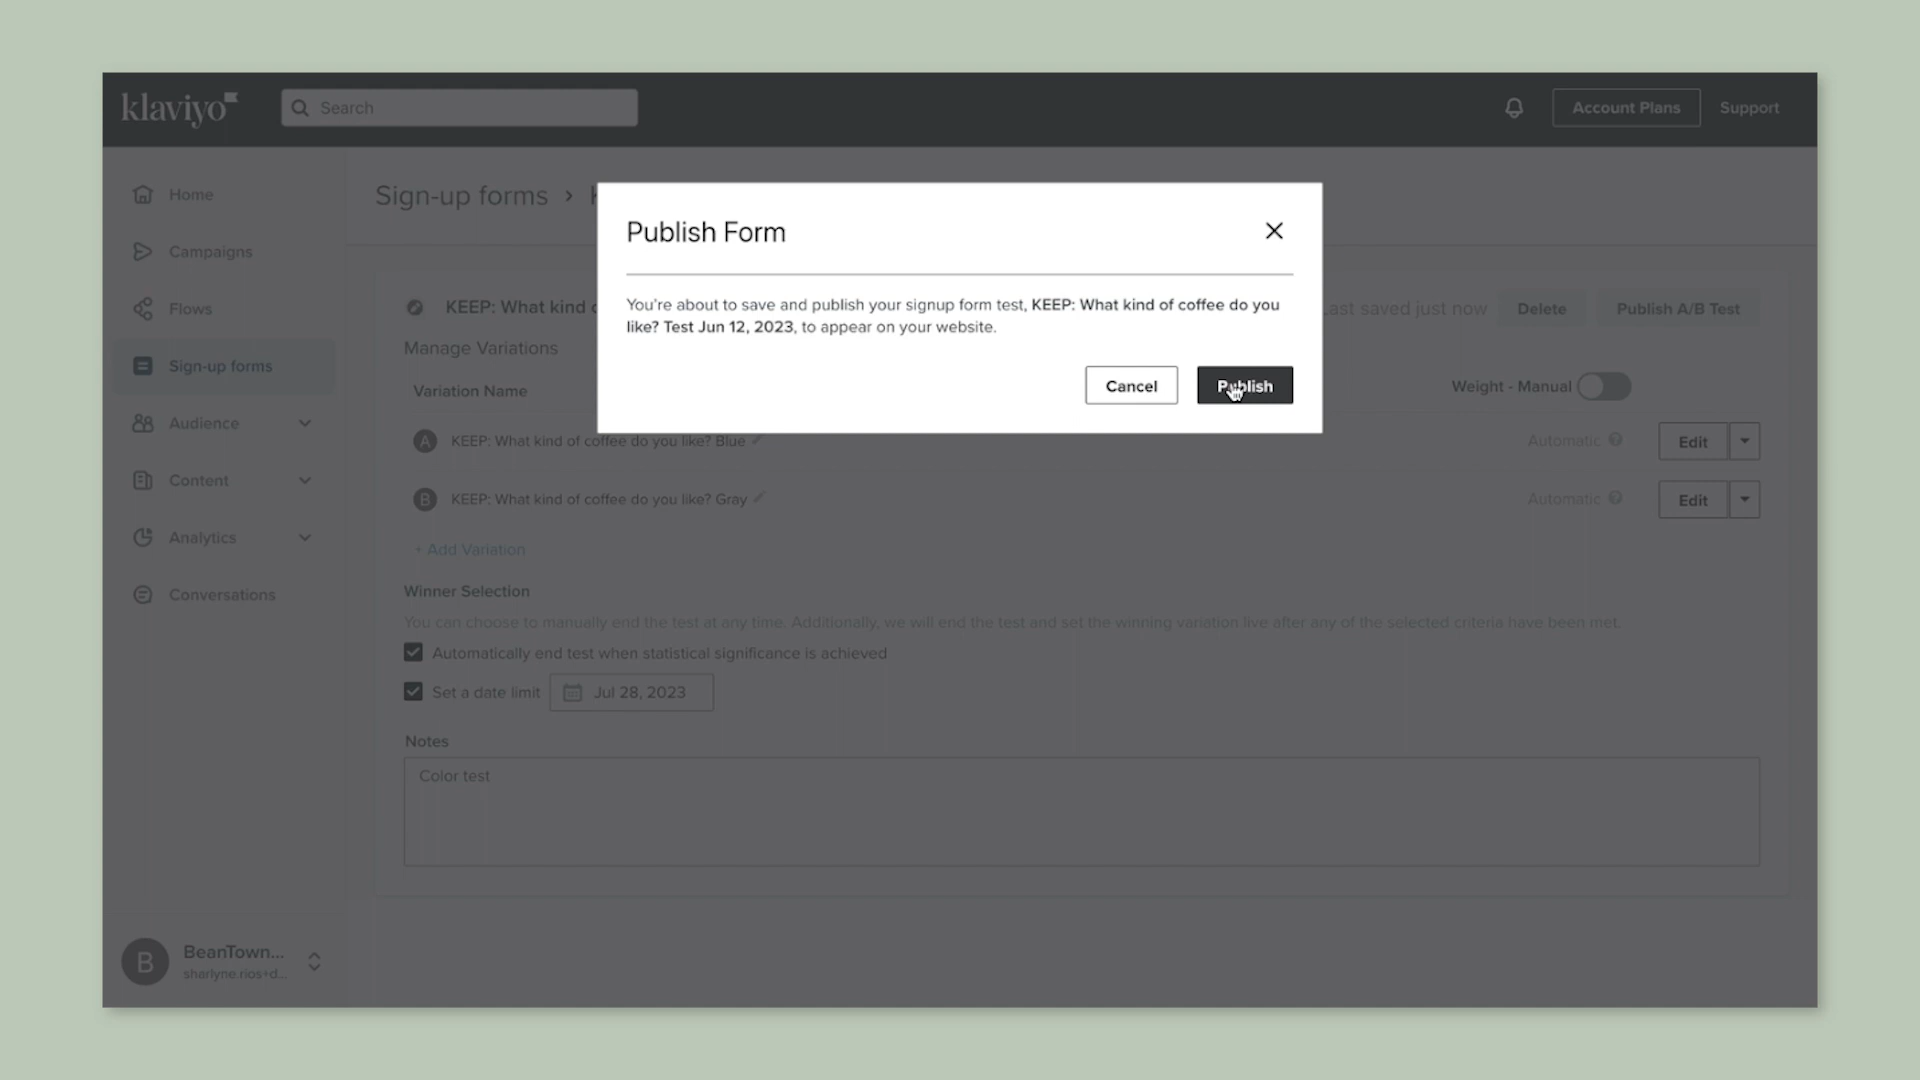 klaviyo
Search
Account Plans
Support
Home
Campaigns
Flows
Sign-up forms
Audience
Content
Analytics
Conversations
BeanTown...
sharlyne.rios+d...
Sign-up forms ›
Publish Form
You're about to save and publish your signup form test, KEEP: What kind of coffee do you
like? Test Jun 12, 2023, to appear on your website.
Cancel
Publish
KEEP: What kind
ast saved just now
Delete
Publish A/B Test
Manage Variations
Variation Name
Weight - Manual
A KEEP: What kind of coffee do you like? Blue
Automatic
Edit
B KEEP: What kind of coffee do you like? Gray
Automatic
Edit
+ Add Variation
Winner Selection
You can choose to manually end the test at any time. Additionally, we will end the test and set the winning variation live after any of the selected criteria have been met.
Automatically end test when statistical significance is achieved
Set a date limit
Jul 28, 2023
Notes
Color test
B